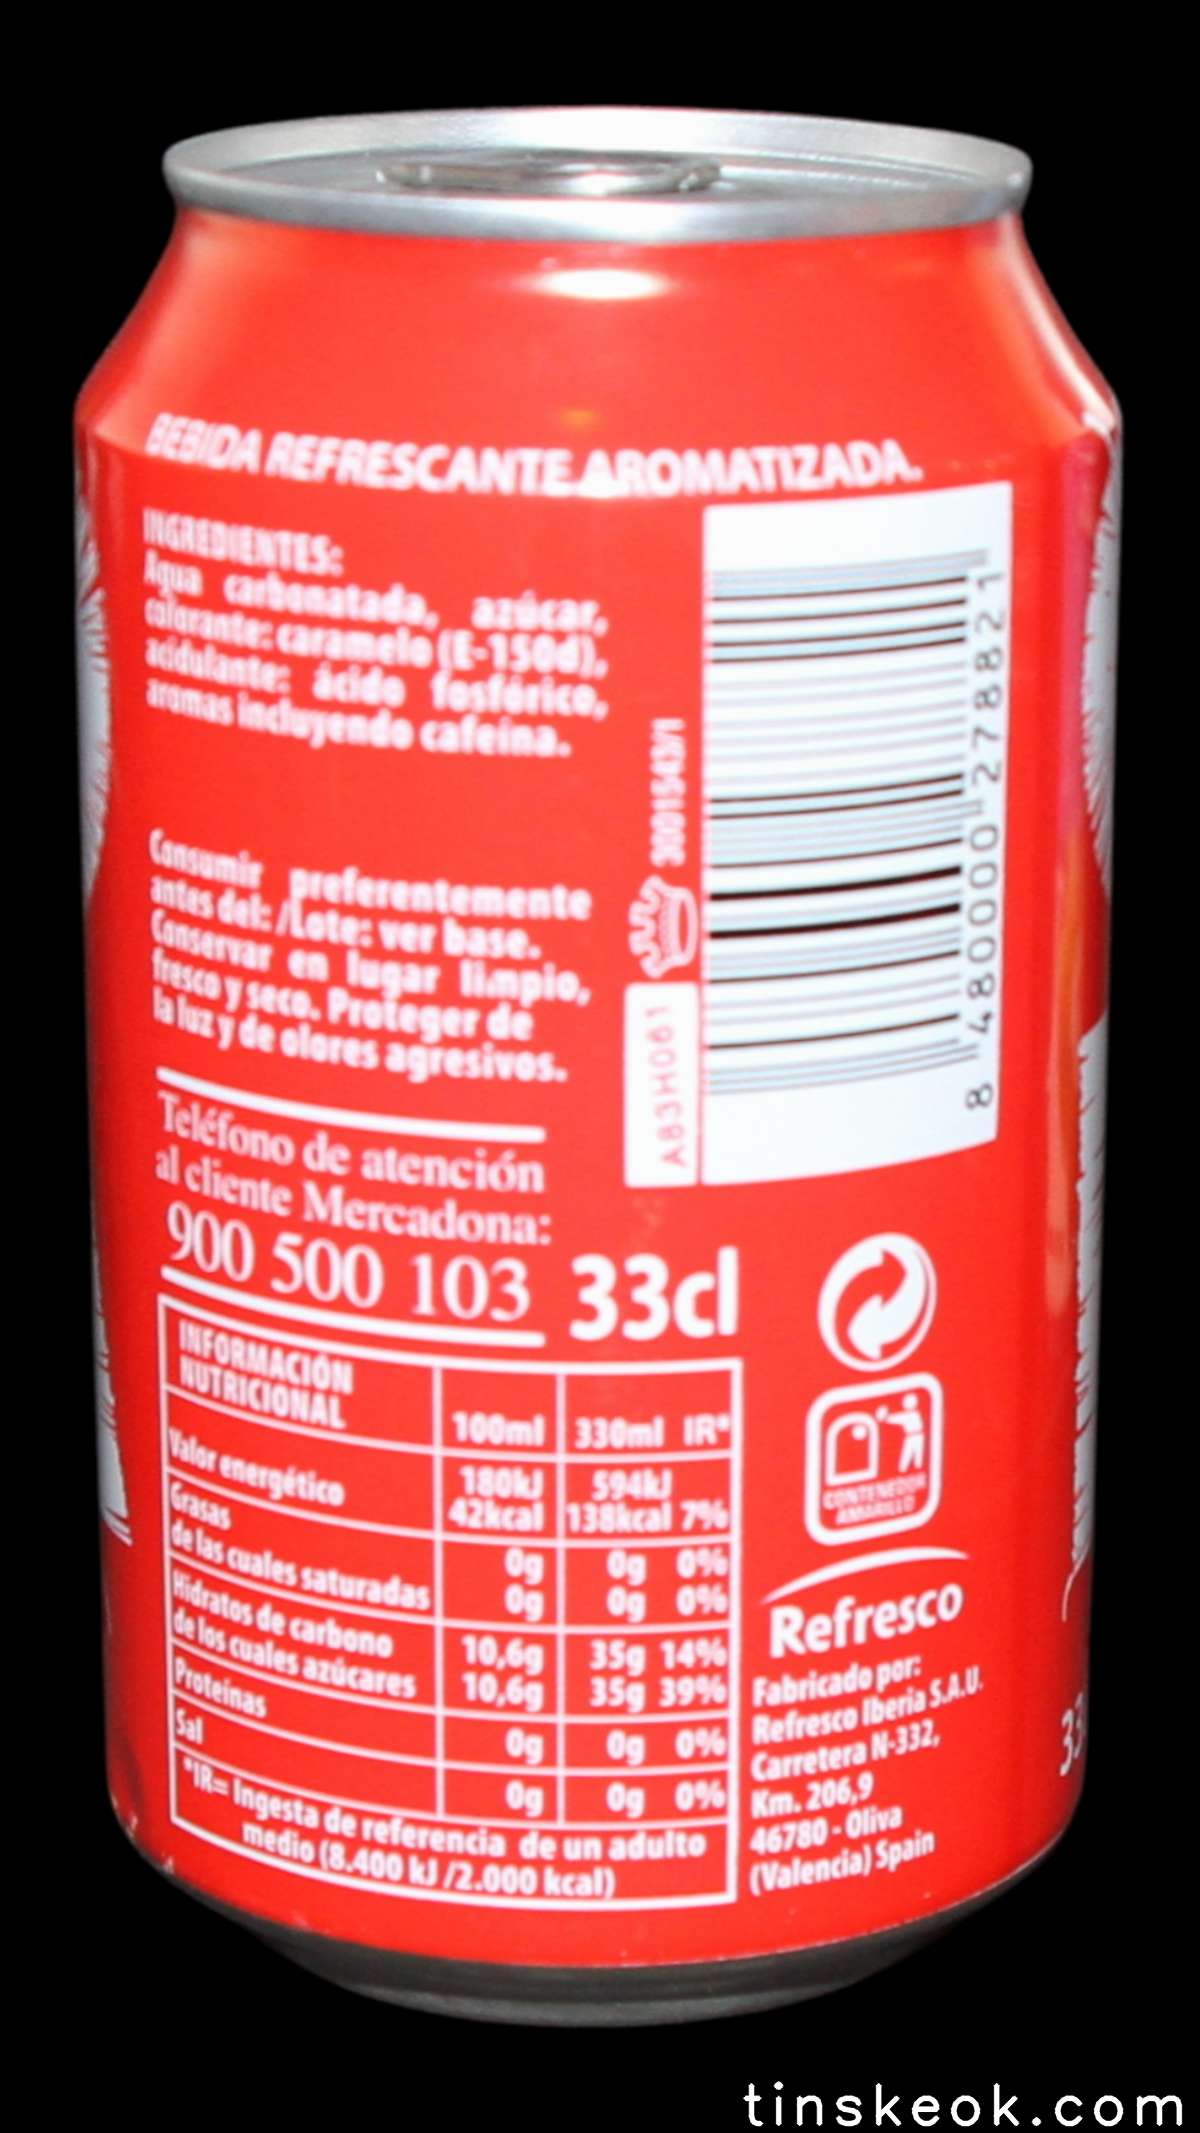 BEBIDA REFRESCANTE AROMATIZADA.
INGREDIENTES:
Agua carbonatada, azúcar,
colorante: caramelo (E-150d),
acidulante: ácido fosfórico,
aromas incluyendo cafeína.
Consumir preferentemente
antes del: /Lote: ver base.
Conservar en lugar limpio,
fresco y seco. Proteger de
la luz y de olores agresivos.
Teléfono de atención
al cliente Mercadona:
900 500 103
33cl
3001543/1
A83H061
8 480000 278821
INFORMACIÓN
NUTRICIONAL
100ml 330ml IR*
Valor energético 180kJ 594kJ
42kcal 138kcal 7%
Grasas 0g 0g 0%
de las cuales saturadas 0g 0g 0%
Hidratos de carbono 10,6g 35g 14%
de los cuales azúcares 10,6g 35g 39%
Proteínas 0g 0g 0%
Sal 0g 0g 0%
*IR= Ingesta de referencia de un adulto
medio (8.400 kJ /2.000 kcal)
CONTENEDOR
AMARILLO
Refresco
Fabricado por:
Refresco Iberia S.A.U.
Carretera N-332,
Km. 206,9
46780 - Oliva
(Valencia) Spain
33
tinskeok.com